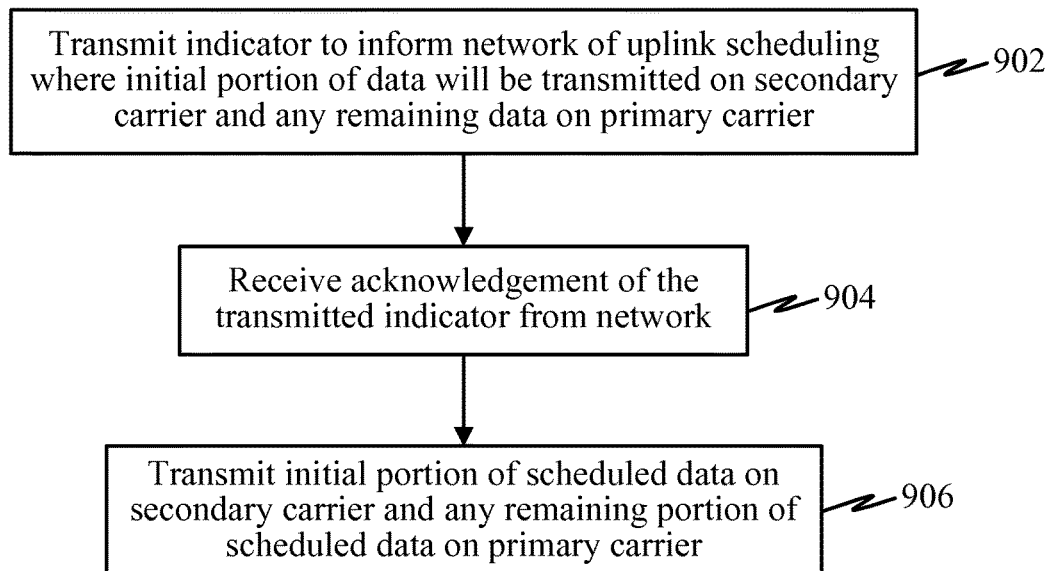 Transmit indicator to inform network of uplink scheduling
where initial portion of data will be transmitted on secondary
carrier and any remaining data on primary carrier
902
Receive acknowledgement of the
transmitted indicator from network
904
Transmit initial portion of scheduled data on
secondary carrier and any remaining portion of
scheduled data on primary carrier
906